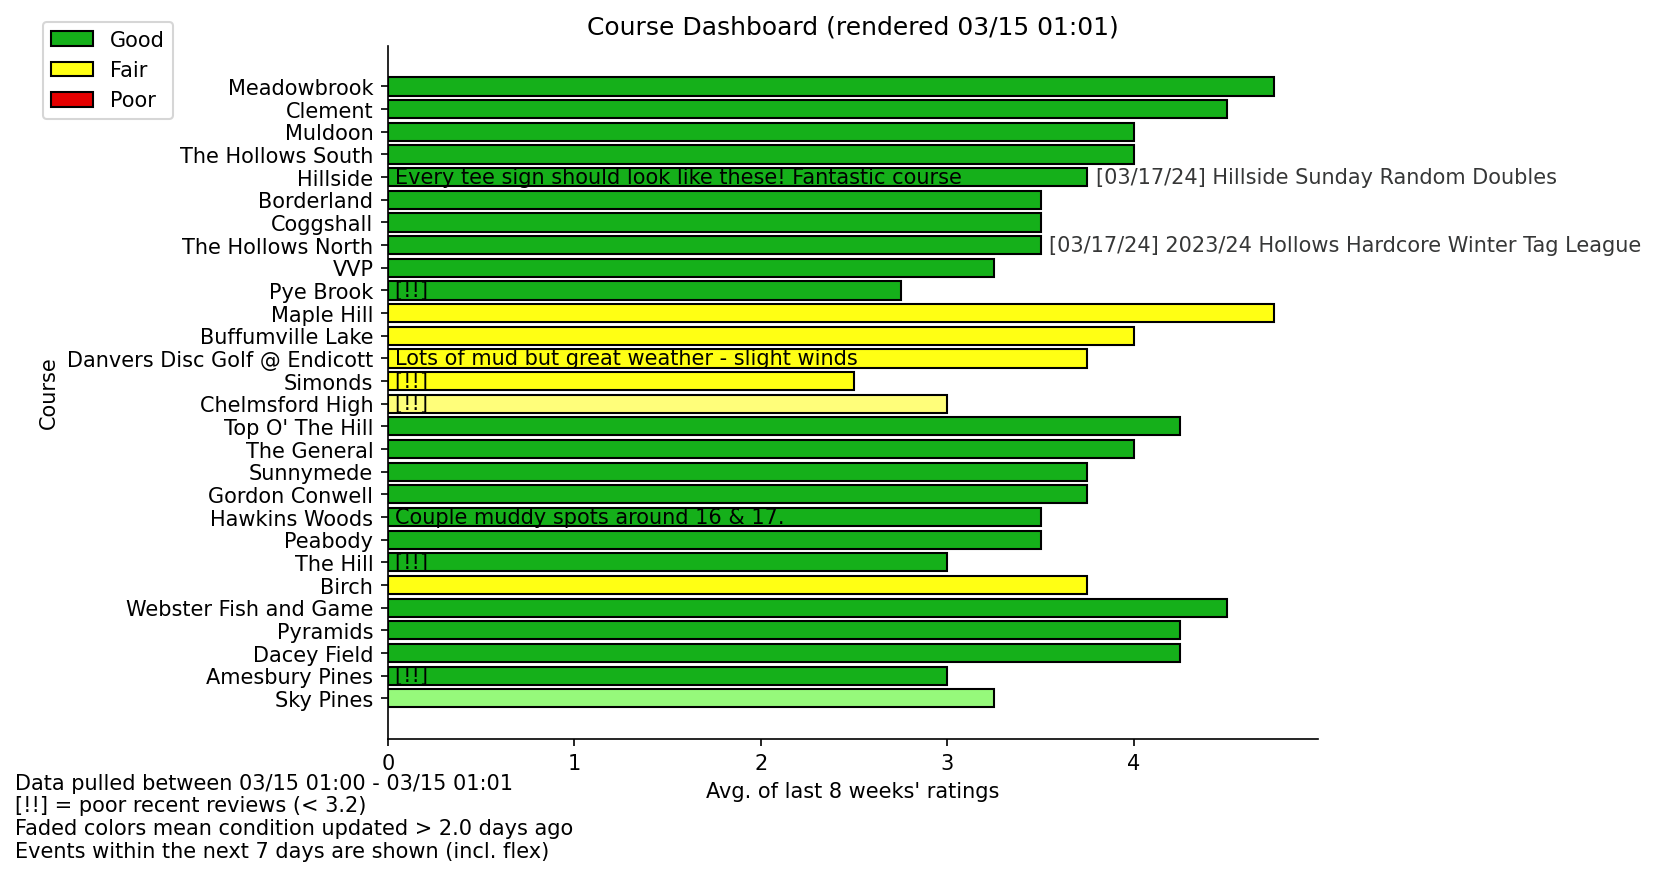 Course Dashboard (rendered 03/15 01:01)
Good
Fair
Poor
Meadowbrook
Clement
Muldoon
The Hollows South
Hillside Every tee sign should look like these! Fantastic course [03/17/24] Hillside Sunday Random Doubles
Borderland
Coggshall
The Hollows North [03/17/24] 2023/24 Hollows Hardcore Winter Tag League
VVP
Pye Brook [!!]
Maple Hill
Buffumville Lake
Danvers Disc Golf @ Endicott Lots of mud but great weather - slight winds
Simonds [!!]
Chelmsford High [!!]
Top O' The Hill
The General
Sunnymede
Gordon Conwell
Hawkins Woods Couple muddy spots around 16 & 17.
Peabody
The Hill [!!]
Birch
Webster Fish and Game
Pyramids
Dacey Field
Amesbury Pines [!!]
Sky Pines
Course
0 1 2 3 4
Avg. of last 8 weeks' ratings
Data pulled between 03/15 01:00 - 03/15 01:01
[!!] = poor recent reviews (< 3.2)
Faded colors mean condition updated > 2.0 days ago
Events within the next 7 days are shown (incl. flex)